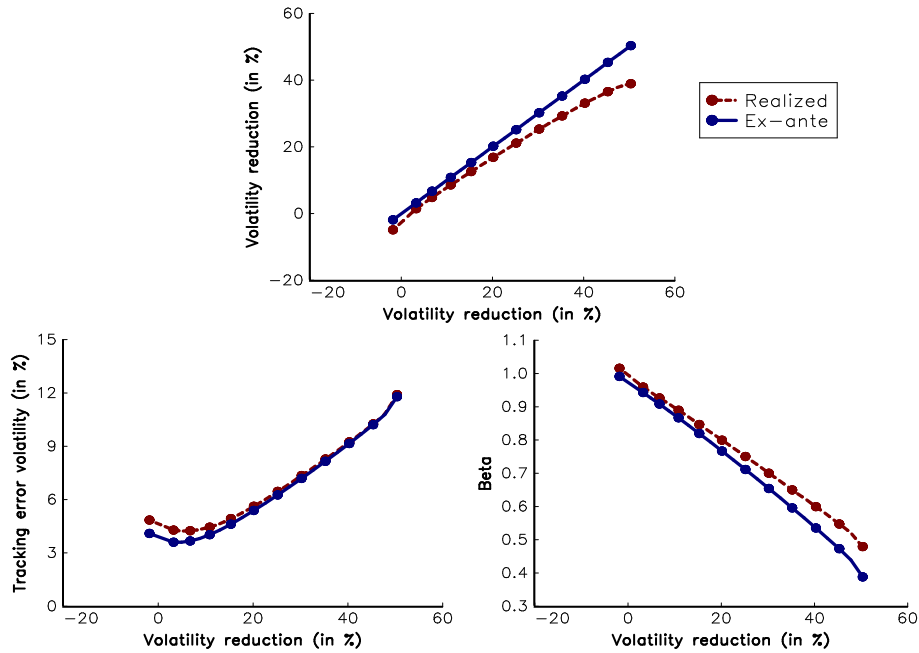 60
40
20
0
−20
Volatility reduction (in %)
−20 0 20 40 60
Volatility reduction (in %)
Realized
Ex−ante
15
12
9
6
3
0
Tracking error volatility (in %)
−20 0 20 40 60
Volatility reduction (in %)
1.1
1.0
0.9
0.8
0.7
0.6
0.5
0.4
0.3
Beta
−20 0 20 40 60
Volatility reduction (in %)